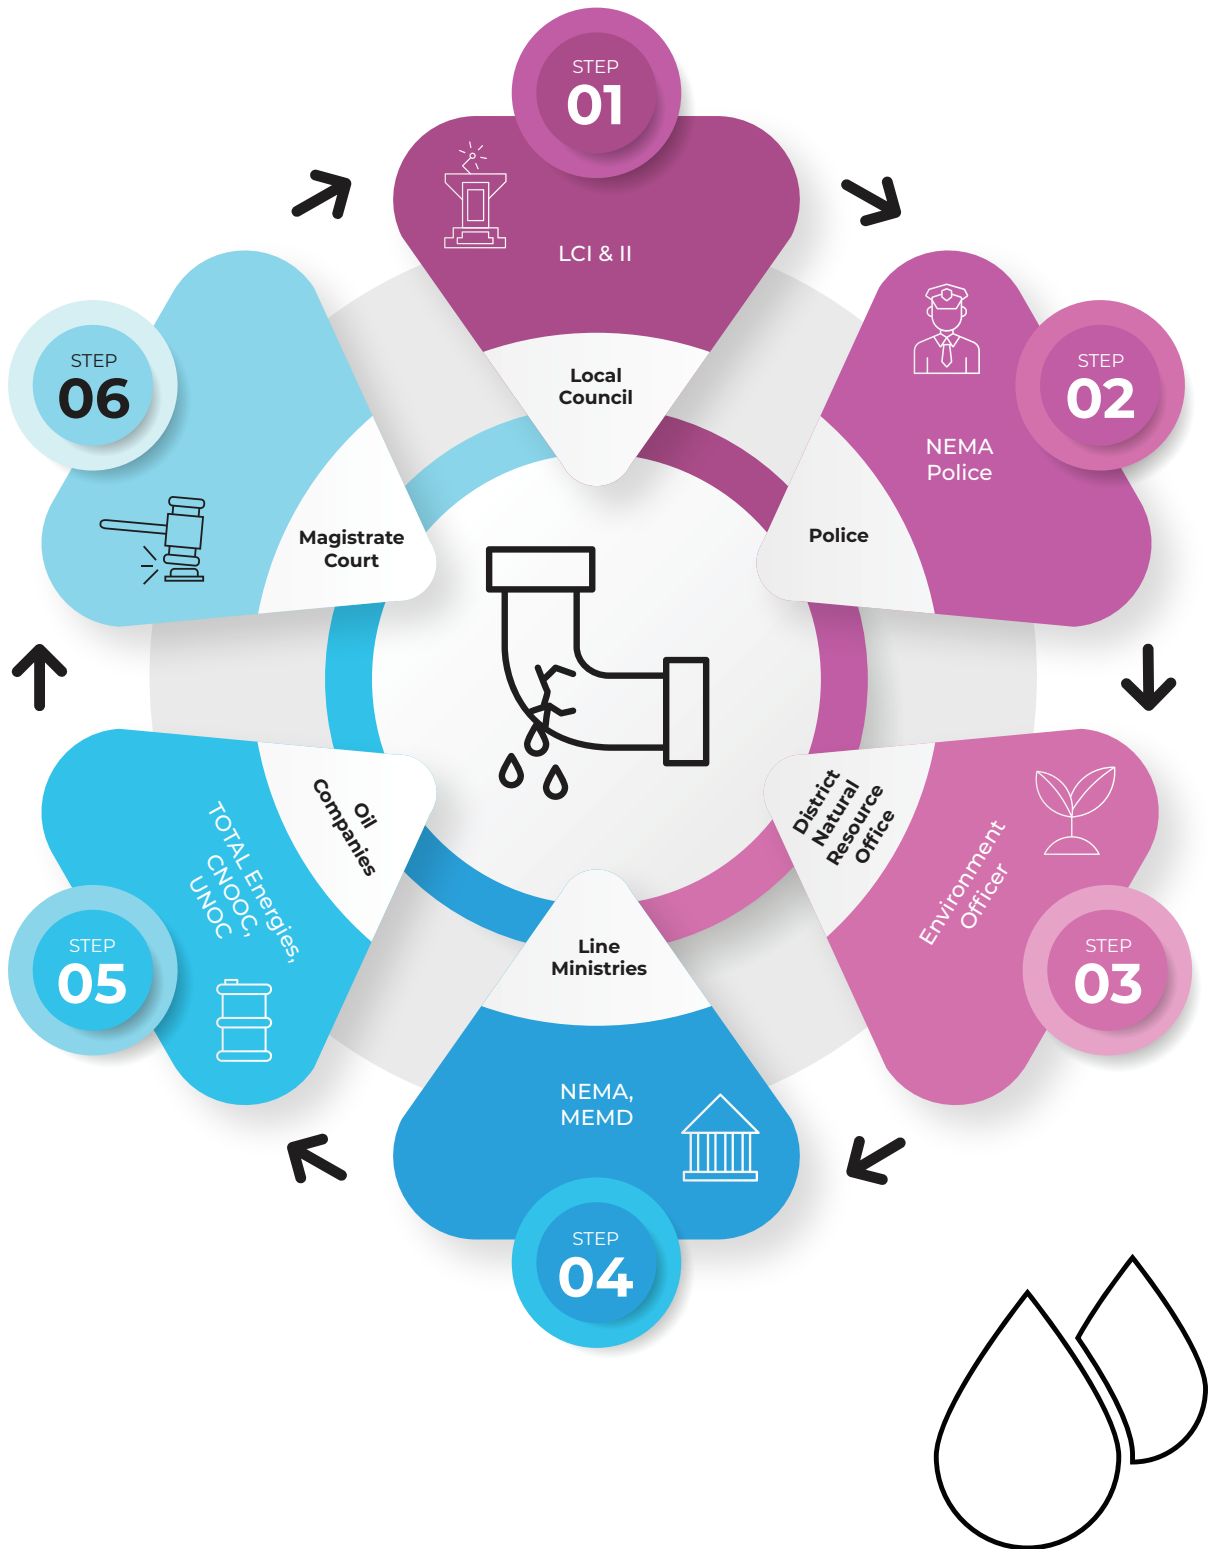 STEP
01
LCI & II
Local
Council
STEP
02
NEMA
Police
Police
STEP
03
Environment
Officer
District
Natural
Resource
Office
STEP
04
NEMA,
MEMD
Line
Ministries
STEP
05
TOTAL Energies,
CNOOC,
UNOC
Oil
Companies
STEP
06
Magistrate
Court